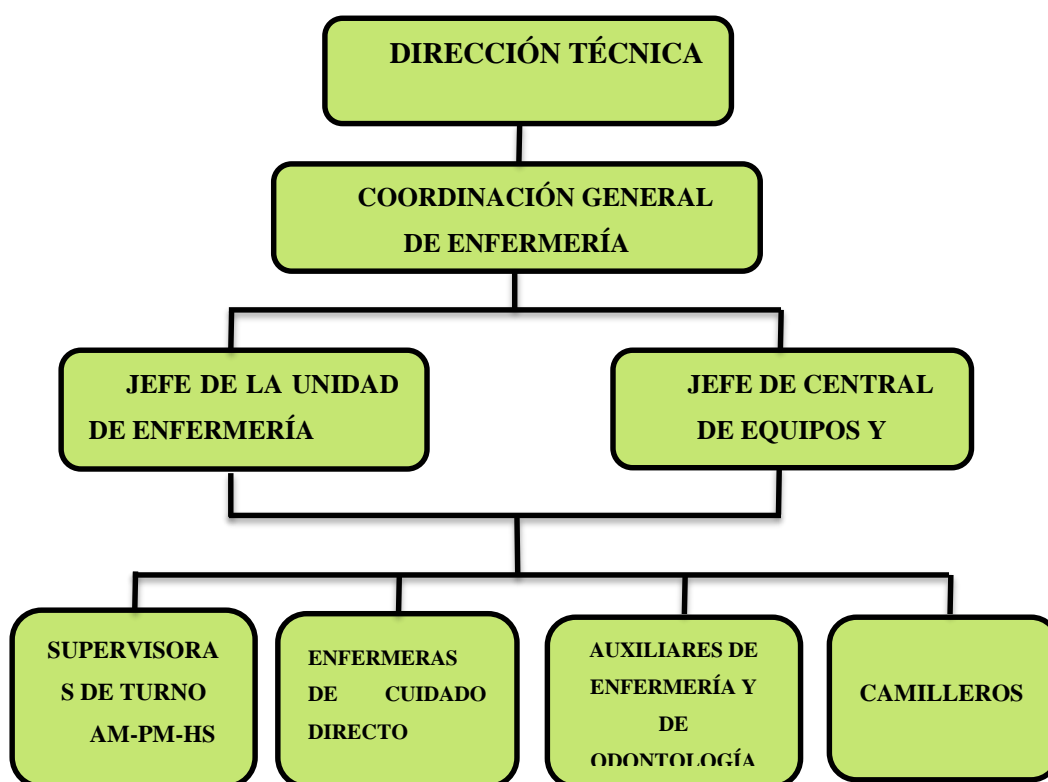 DIRECCIÓN TÉCNICA
COORDINACIÓN GENERAL
DE ENFERMERÍA
JEFE DE LA UNIDAD
DE ENFERMERÍA
JEFE DE CENTRAL
DE EQUIPOS Y
SUPERVISORA
S DE TURNO
AM-PM-HS
ENFERMERAS
DE CUIDADO
DIRECTO
AUXILIARES DE
ENFERMERÍA Y
DE
ODONTOLOGÍA
CAMILLEROS